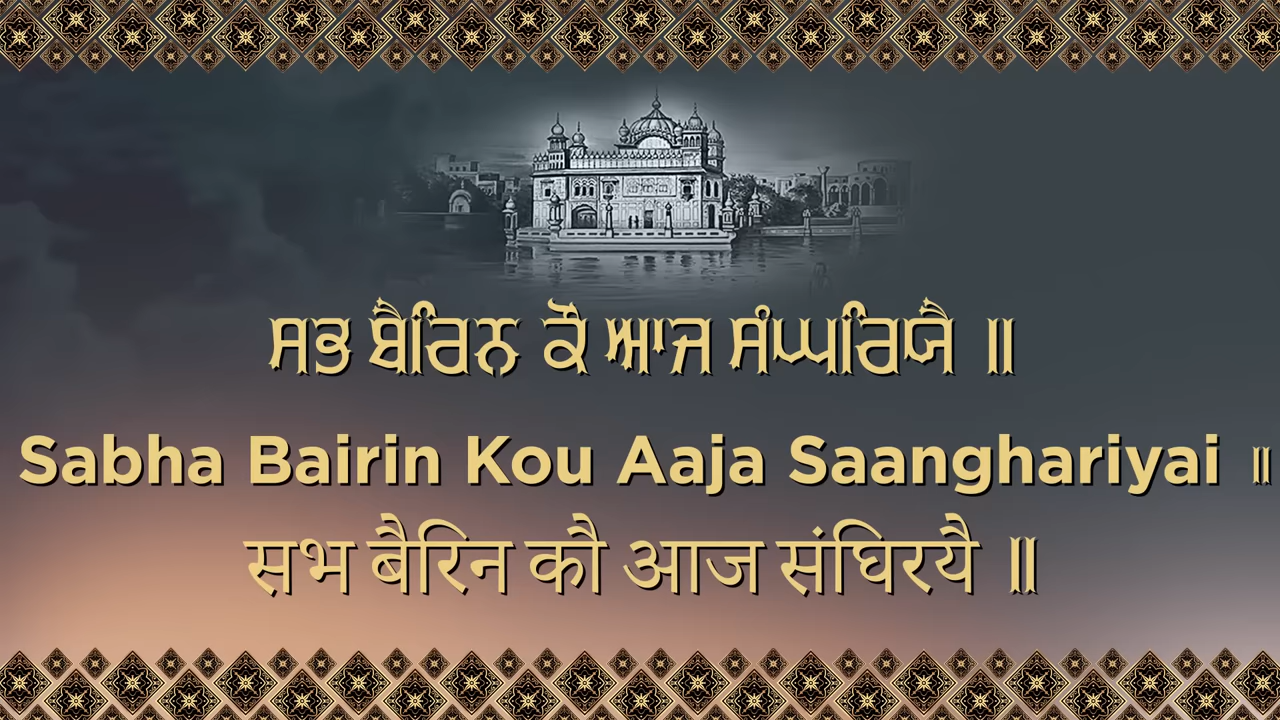 ਸਭ ਬੈਰਿਨ ਕੌ ਆਜ ਸੰਘਰਿਯੈ ॥
Sabha Bairin Kou Aaja Saanghariyai ॥
सभ बैरिन कौ आज संघिरयै ॥